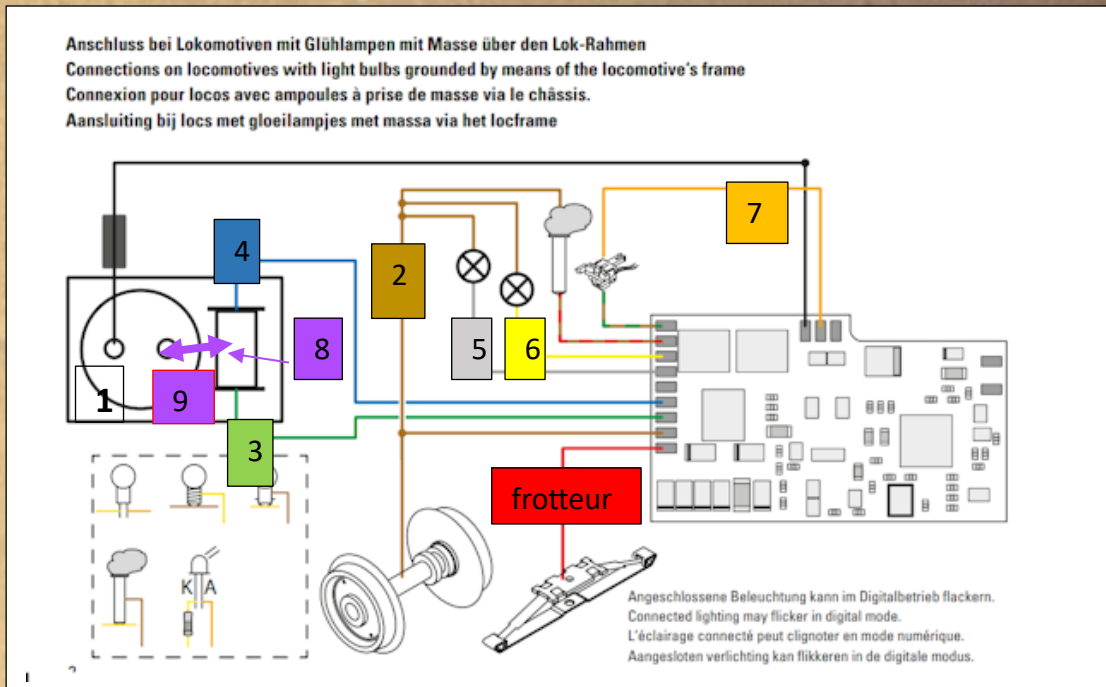 Anschluss bei Lokomotiven mit Glühlampen mit Masse über den Lok-Rahmen
Connections on locomotives with light bulbs grounded by means of the locomotive's frame
Connexion pour locos avec ampoules à prise de masse via le châssis.
Aansluiting bij locs met gloeilampjes met massa via het locframe
7
4
2
5
6
8
1
9
3
frotteur
K A
Angeschlossene Beleuchtung kann im Digitalbetrieb flackern.
Connected lighting may flicker in digital mode.
L'éclairage connecté peut clignoter en mode numérique.
Aangesloten verlichting kan flikkeren in de digitale modus.